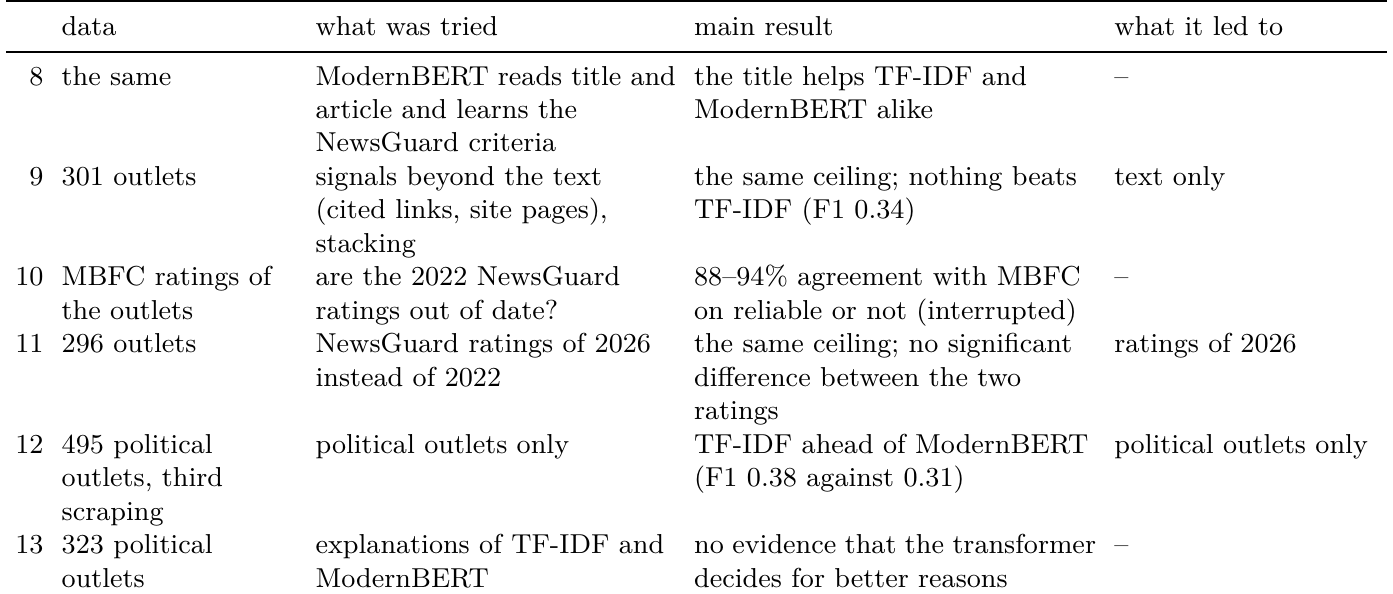 data what was tried main result what it led to
8 the same ModernBERT reads title and the title helps TF-IDF and –
article and learns the ModernBERT alike
NewsGuard criteria
9 301 outlets signals beyond the text the same ceiling; nothing beats text only
(cited links, site pages), TF-IDF (F1 0.34)
stacking
10 MBFC ratings of are the 2022 NewsGuard 88–94% agreement with MBFC –
the outlets ratings out of date? on reliable or not (interrupted)
11 296 outlets NewsGuard ratings of 2026 the same ceiling; no significant ratings of 2026
instead of 2022 difference between the two
ratings
12 495 political political outlets only TF-IDF ahead of ModernBERT political outlets only
outlets, third (F1 0.38 against 0.31)
scraping
13 323 political explanations of TF-IDF and no evidence that the transformer –
outlets ModernBERT decides for better reasons